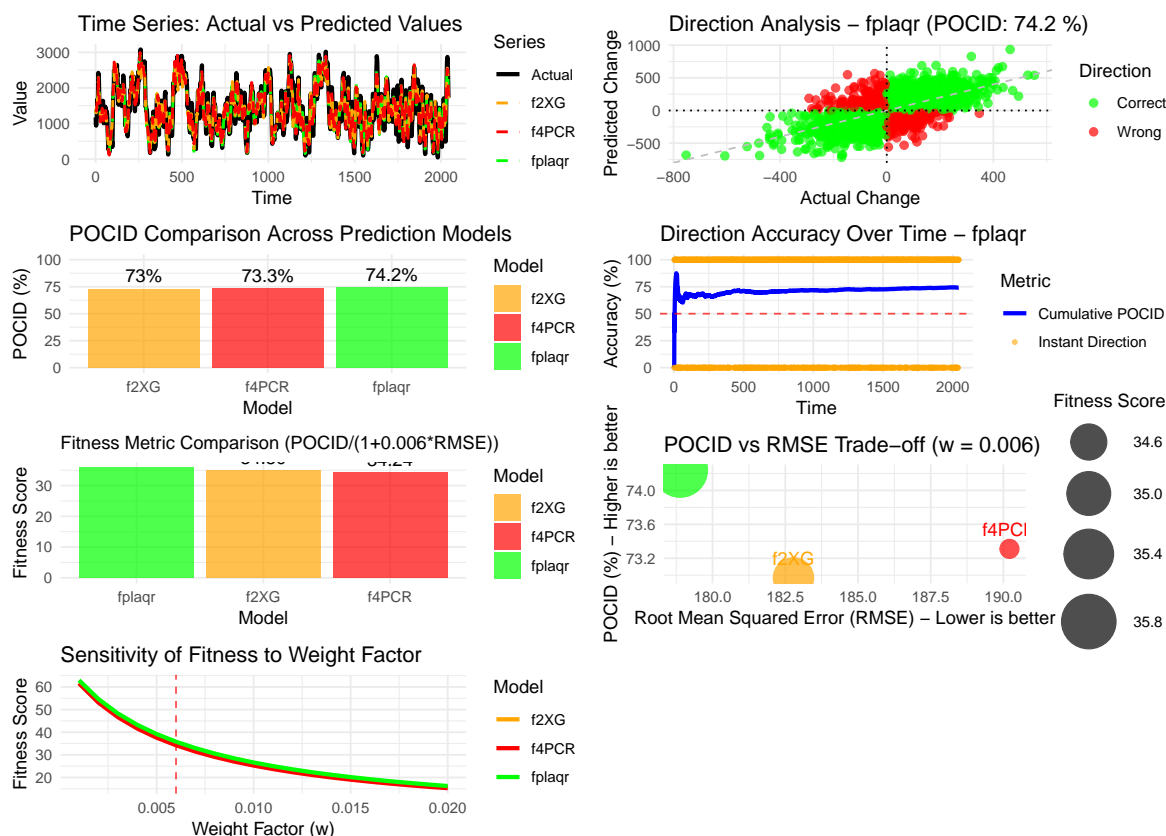 Time Series: Actual vs Predicted Values
Value
3000
2000
1000
0
0 500 1000 1500 2000
Time
Series
Actual
f2XG
f4PCR
fplaqr
Direction Analysis − fplaqr (POCID: 74.2 %)
Predicted Change
1000
500
0
−500
−800 −400 0 400
Actual Change
Direction
Correct
Wrong
POCID Comparison Across Prediction Models
POCID (%)
100
75
50
25
0
73% 73.3% 74.2%
f2XG f4PCR fplaqr
Model
Model
f2XG
f4PCR
fplaqr
Direction Accuracy Over Time − fplaqr
Accuracy (%)
100
75
50
25
0
0 500 1000 1500 2000
Time
Metric
Cumulative POCID
Instant Direction
Fitness Metric Comparison (POCID/(1+0.006*RMSE))
Fitness Score
30
20
10
0
34.24
fplaqr f2XG f4PCR
Model
Model
f2XG
f4PCR
fplaqr
POCID vs RMSE Trade−off (w = 0.006)
POCID (%) − Higher is better
74.0
73.6
73.2
f2XG
f4PCI
180.0 182.5 185.0 187.5 190.0
Root Mean Squared Error (RMSE) − Lower is better
Fitness Score
34.6
35.0
35.4
35.8
Sensitivity of Fitness to Weight Factor
Fitness Score
60
50
40
30
20
0.005 0.010 0.015 0.020
Weight Factor (w)
Model
f2XG
f4PCR
fplaqr